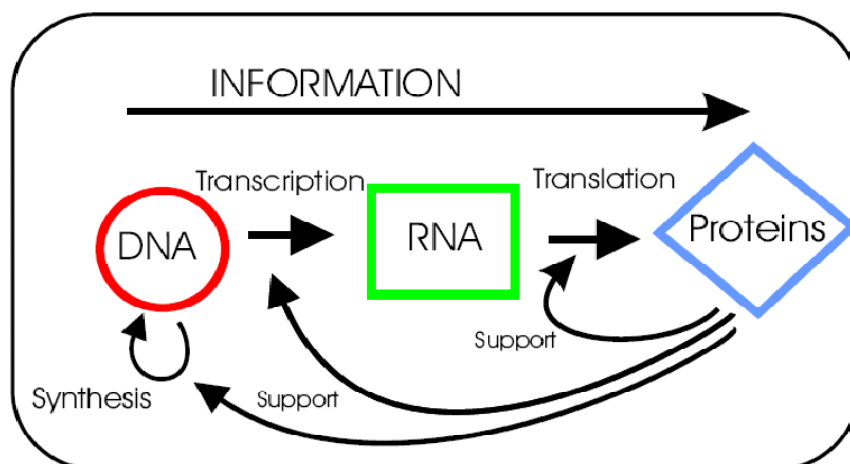 INFORMATION
Transcription
Translation
DNA
RNA
Proteins
Support
Synthesis
Support